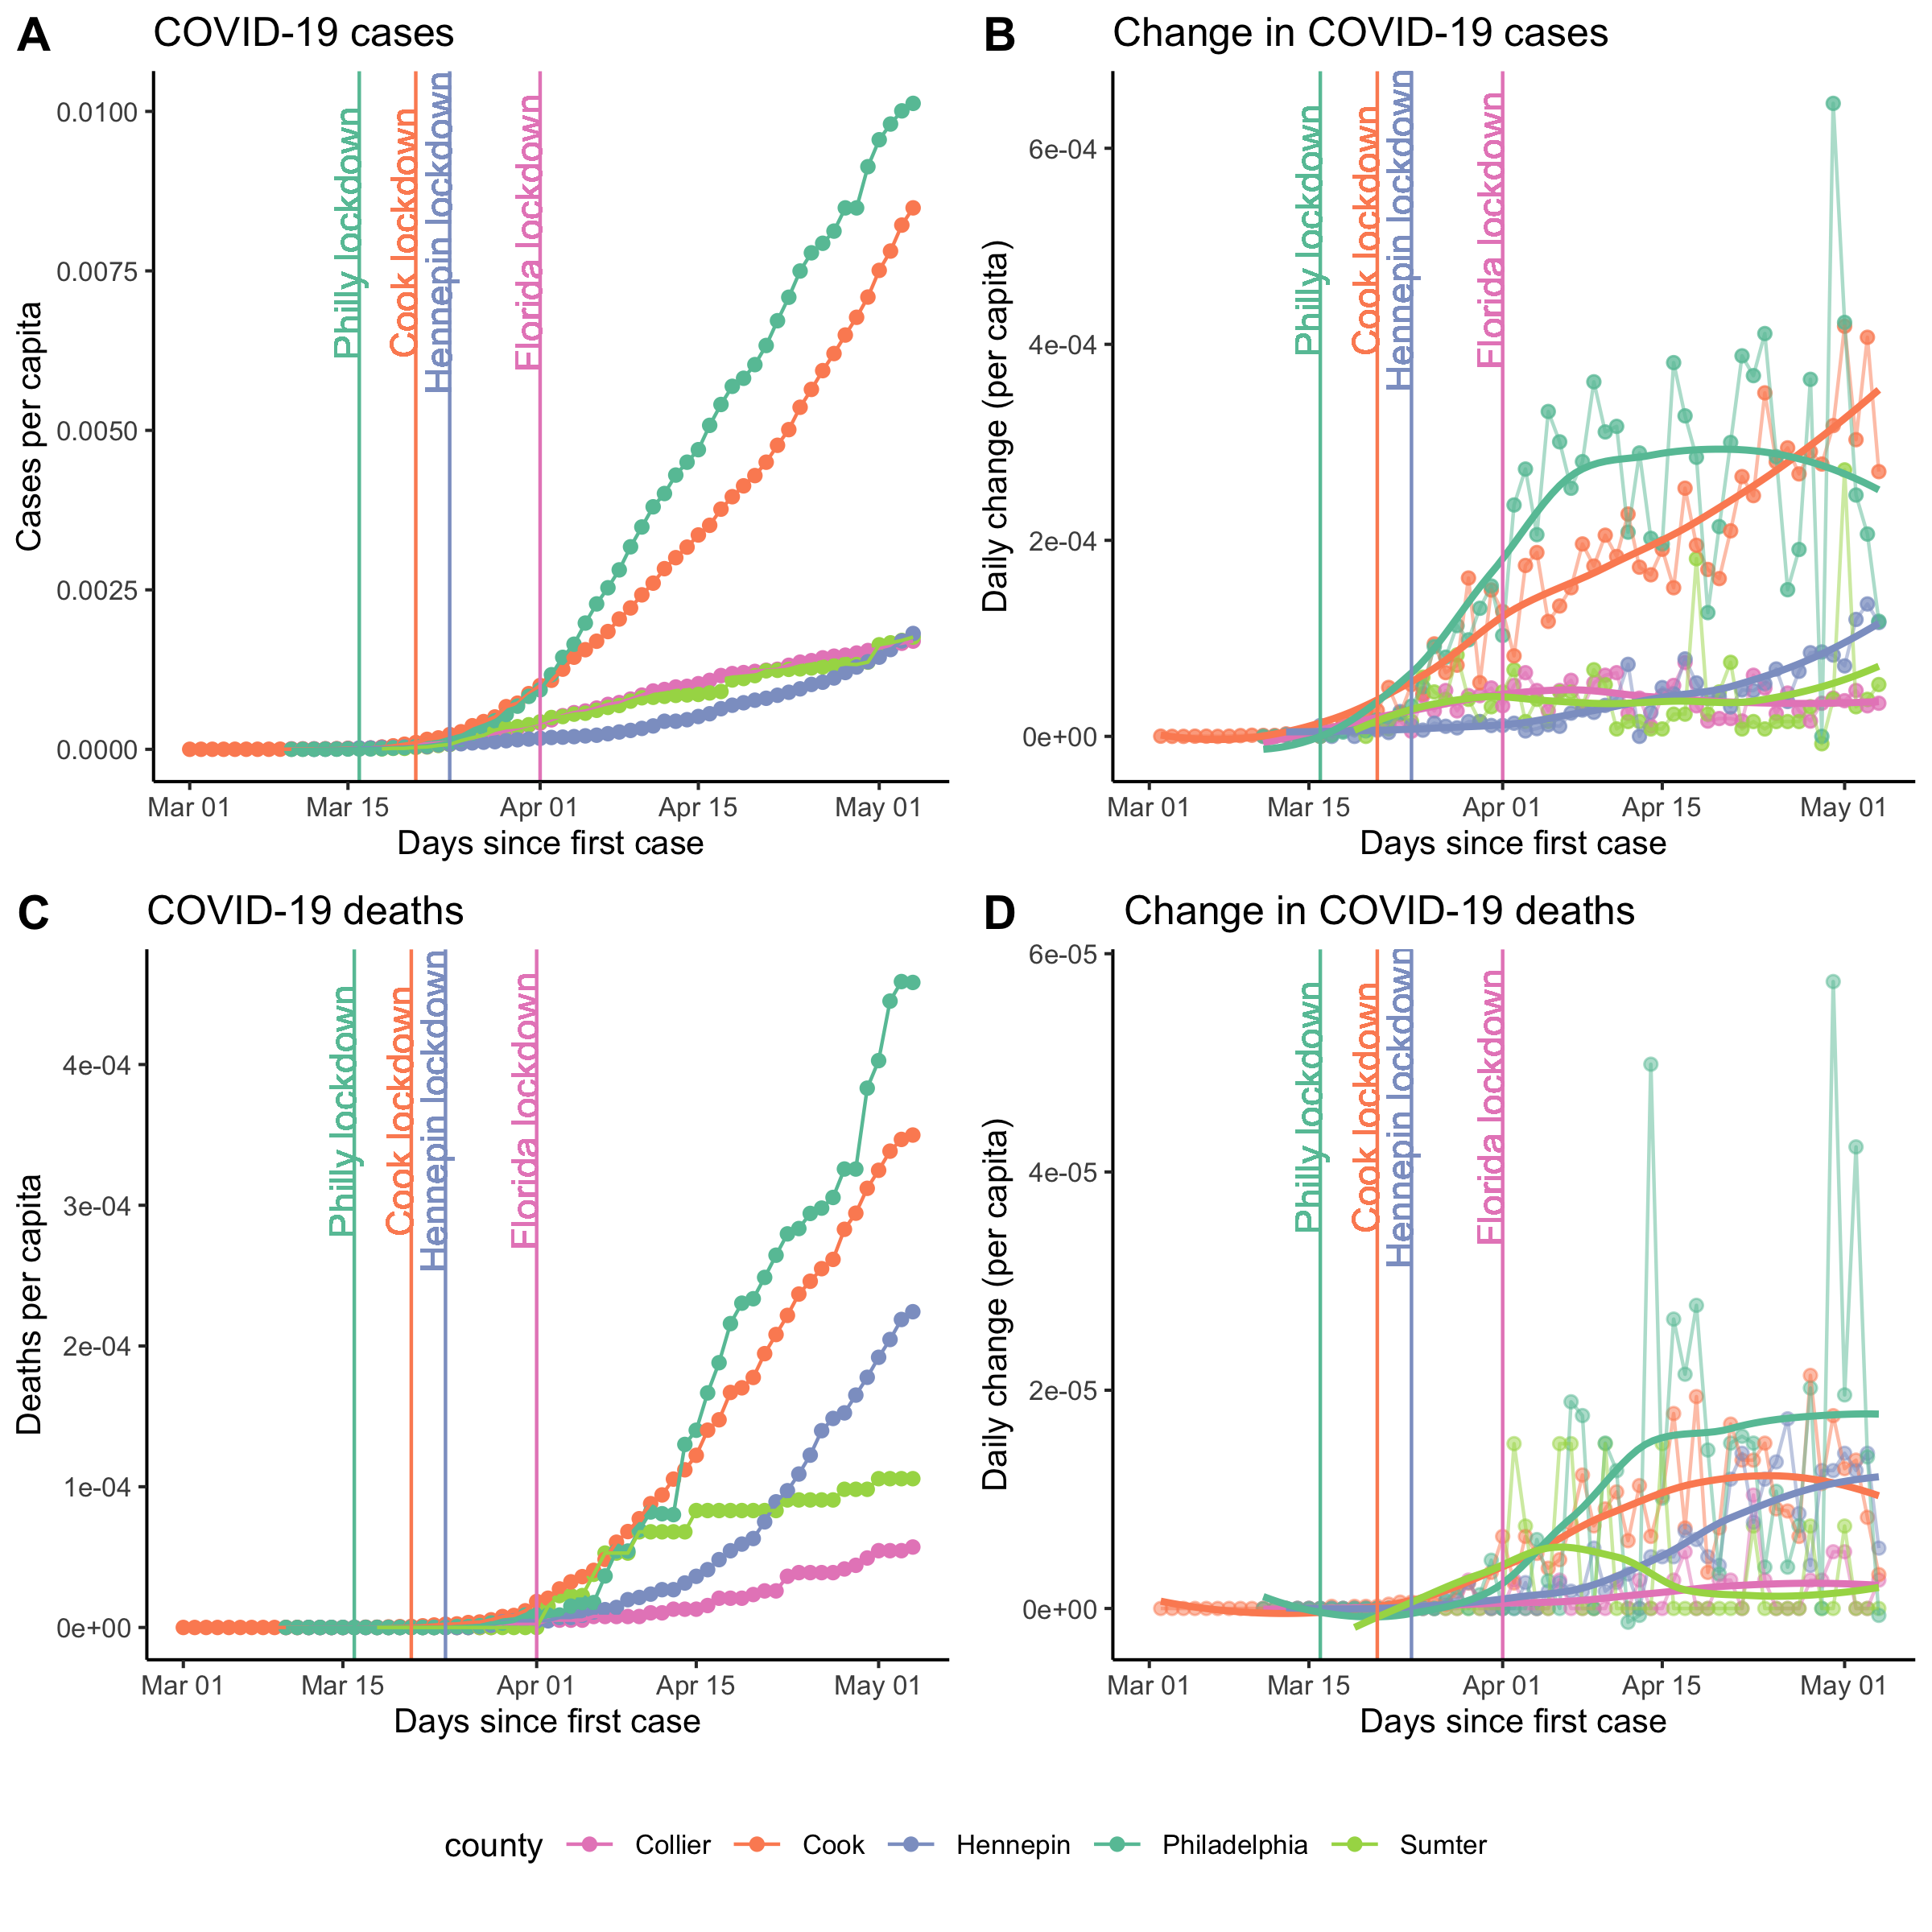 A COVID-19 cases
0.0100
0.0075
0.0050
0.0025
0.0000
Cases per capita
Philly lockdown
Cook lockdown
Hennepin lockdown
Florida lockdown
Mar 01 Mar 15 Apr 01 Apr 15 May 01
Days since first case
B Change in COVID-19 cases
6e-04
4e-04
2e-04
0e+00
Daily change (per capita)
Philly lockdown
Cook lockdown
Hennepin lockdown
Florida lockdown
Mar 01 Mar 15 Apr 01 Apr 15 May 01
Days since first case
C COVID-19 deaths
4e-04
3e-04
2e-04
1e-04
0e+00
Deaths per capita
Philly lockdown
Cook lockdown
Hennepin lockdown
Florida lockdown
Mar 01 Mar 15 Apr 01 Apr 15 May 01
Days since first case
D Change in COVID-19 deaths
6e-05
4e-05
2e-05
0e+00
Daily change (per capita)
Philly lockdown
Cook lockdown
Hennepin lockdown
Florida lockdown
Mar 01 Mar 15 Apr 01 Apr 15 May 01
Days since first case
county Collier Cook Hennepin Philadelphia Sumter